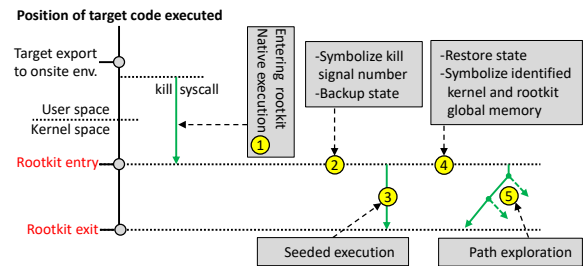 Position of target code executed
Target export
to onsite env.
User space
Kernel space
Rootkit entry
Rootkit exit
kill
syscall
Entering rootkit
Native execution
1
-Symbolize kill
signal number
-Backup state
2
3
Seeded execution
-Restore state
-Symbolize identified
kernel and rootkit
global memory
4
5
Path exploration